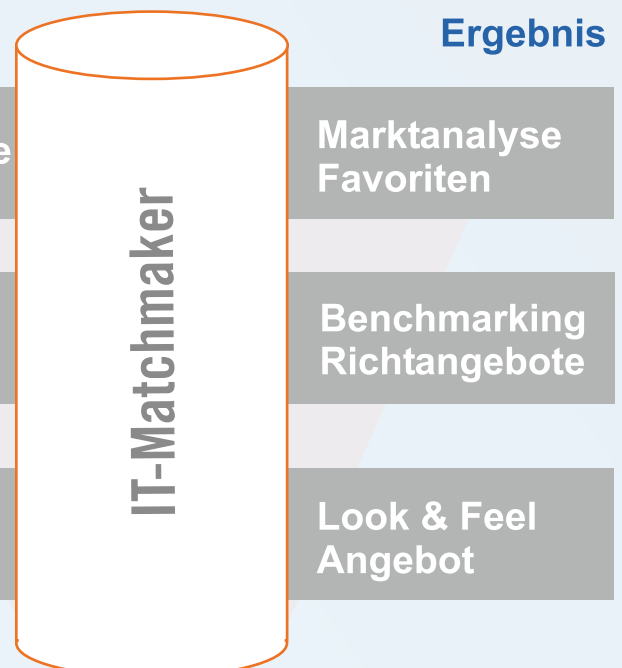 Ergebnis
Marktanalyse
Favoriten
IT-Matchmaker
Benchmarking
Richtangebote
Look & Feel
Angebot